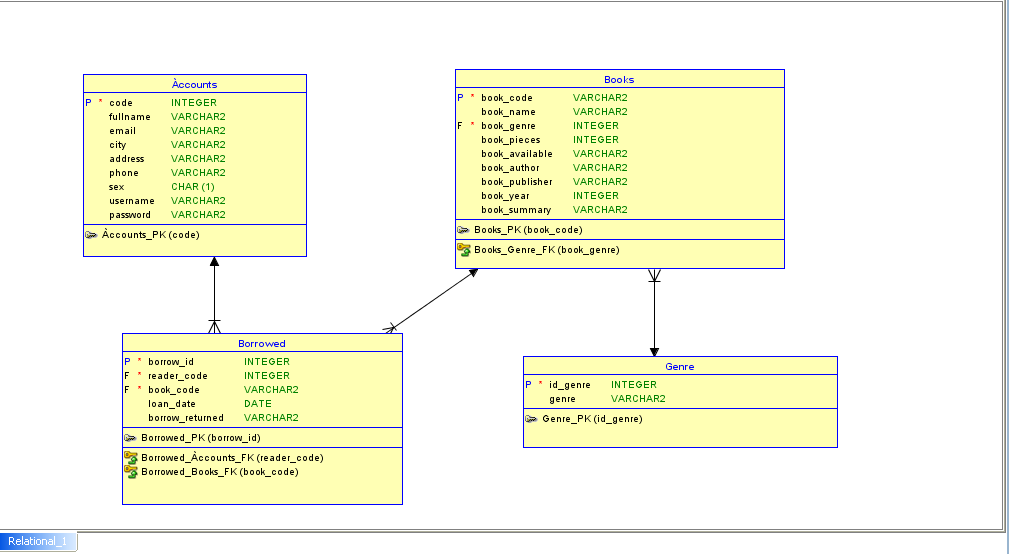 Àccounts
P * code INTEGER
fullname VARCHAR2
email VARCHAR2
city VARCHAR2
address VARCHAR2
phone VARCHAR2
sex CHAR (1)
username VARCHAR2
password VARCHAR2
Àccounts_PK (code)
Books
P * book_code VARCHAR2
book_name VARCHAR2
F * book_genre INTEGER
book_pieces INTEGER
book_available VARCHAR2
book_author VARCHAR2
book_publisher VARCHAR2
book_year INTEGER
book_summary VARCHAR2
Books_PK (book_code)
Books_Genre_FK (book_genre)
Borrowed
P * borrow_id INTEGER
F * reader_code INTEGER
F * book_code VARCHAR2
loan_date DATE
borrow_returned VARCHAR2
Borrowed_PK (borrow_id)
Borrowed_Àccounts_FK (reader_code)
Borrowed_Books_FK (book_code)
Genre
P * id_genre INTEGER
genre VARCHAR2
Genre_PK (id_genre)
Relational_1